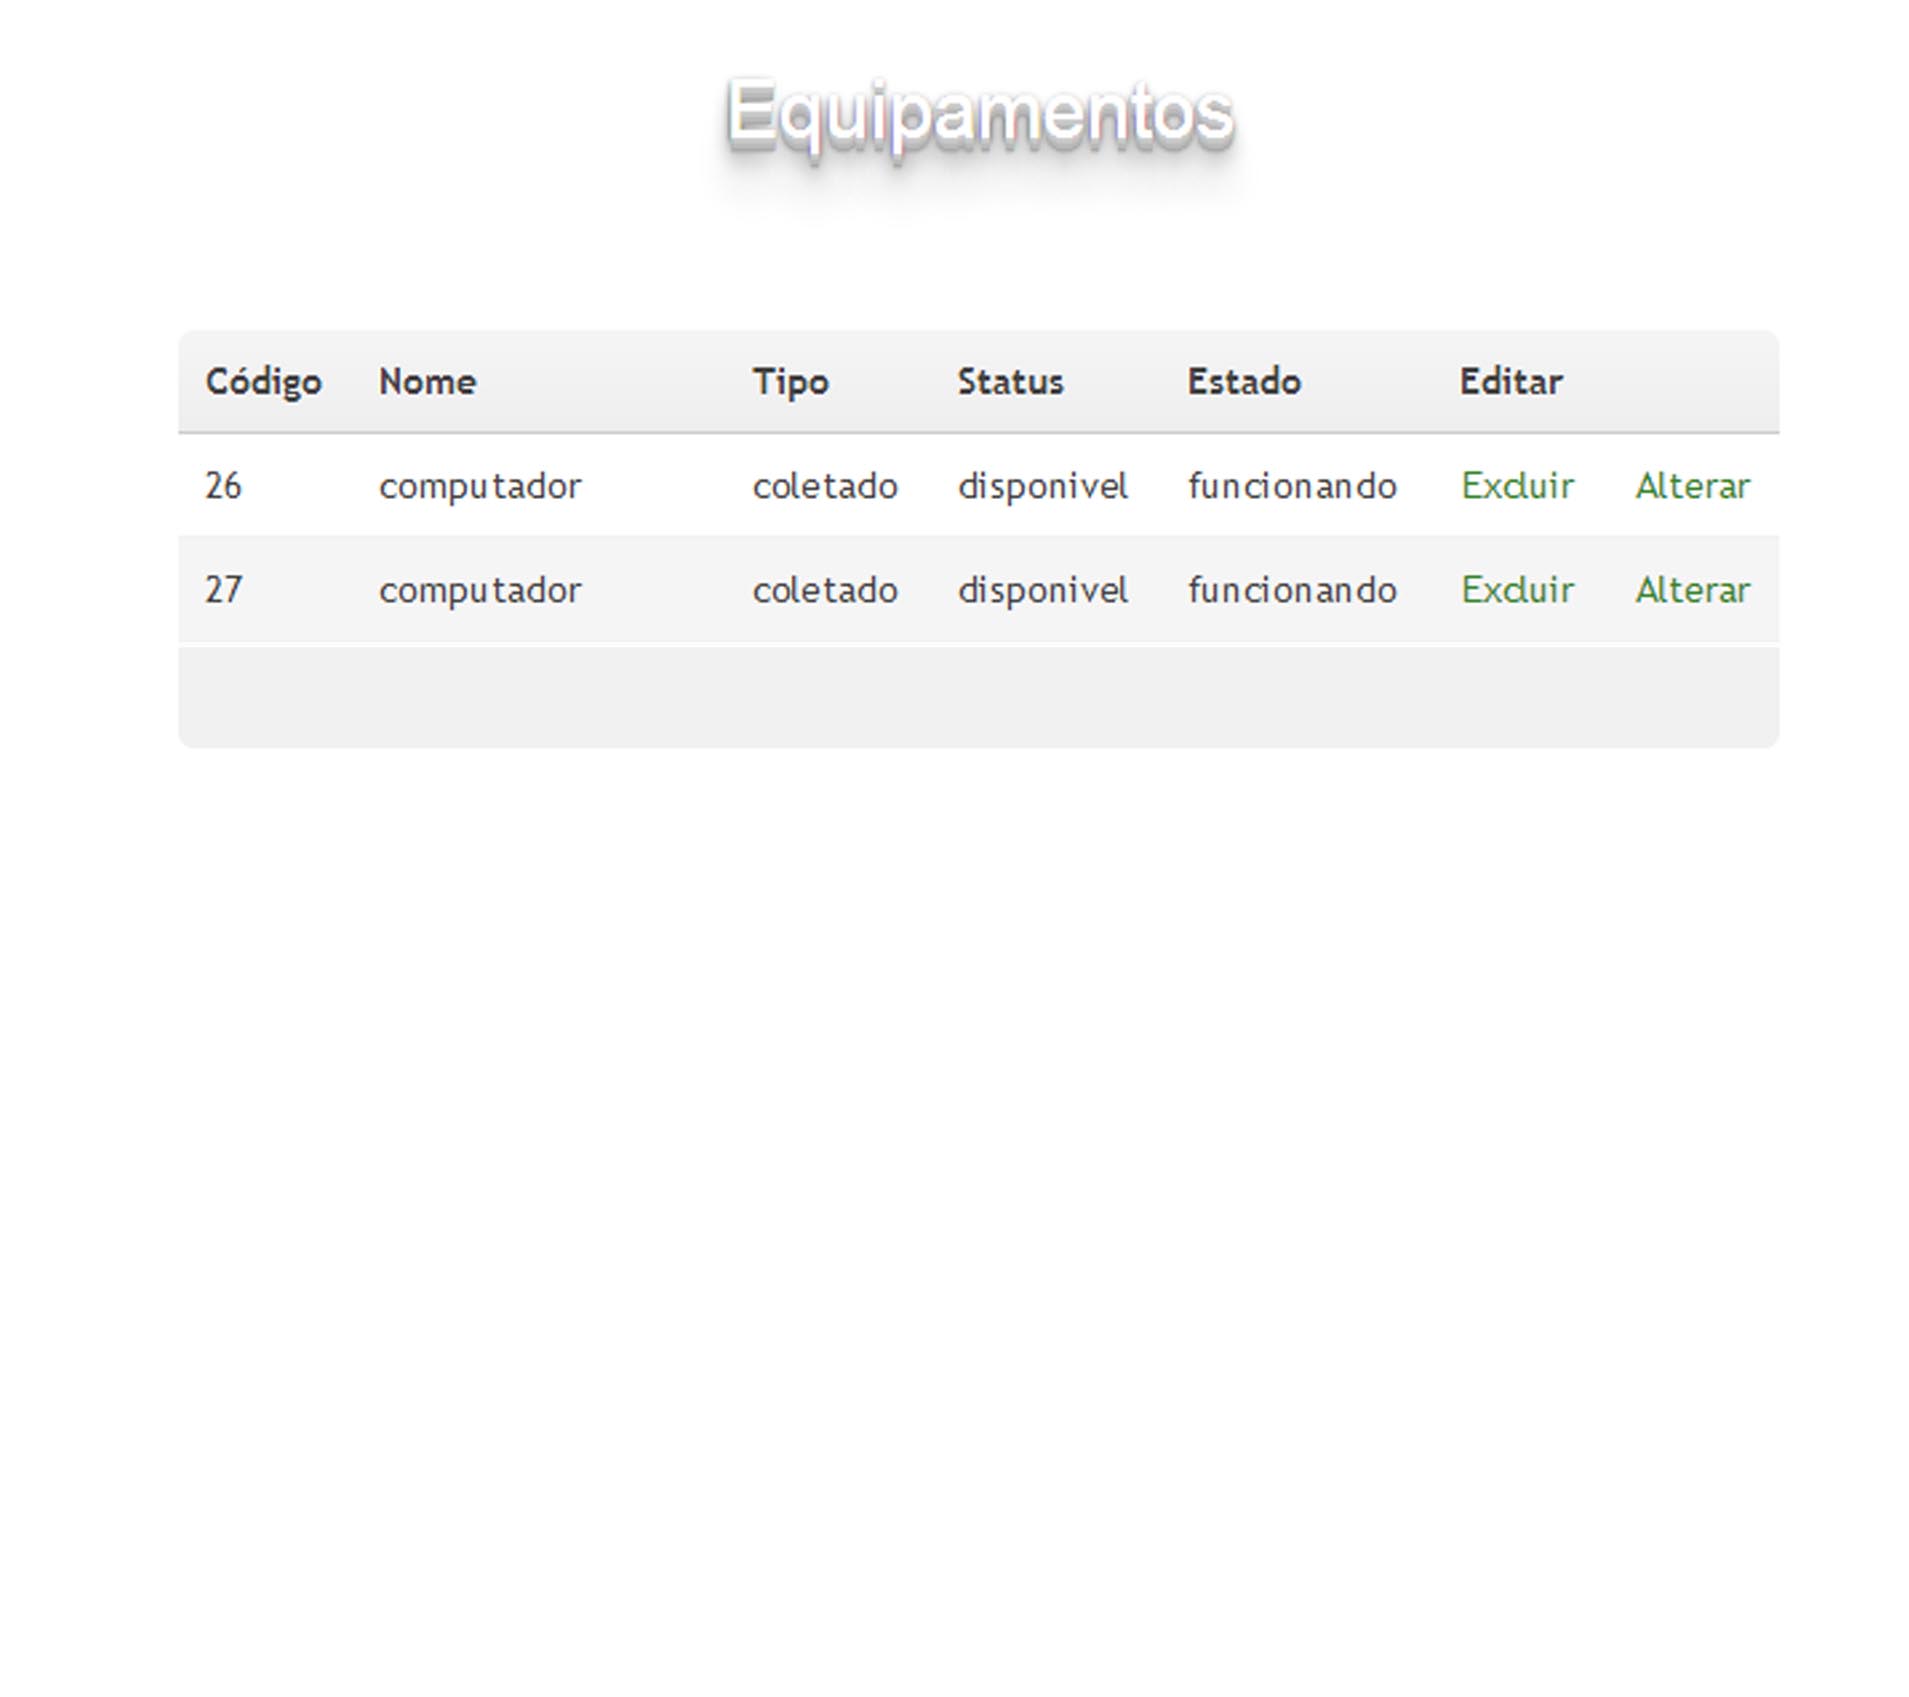 Equipamentos
Código Nome Tipo Status Estado Editar
26 computador coletado disponivel funcionando Excluir Alterar
27 computador coletado disponivel funcionando Excluir Alterar